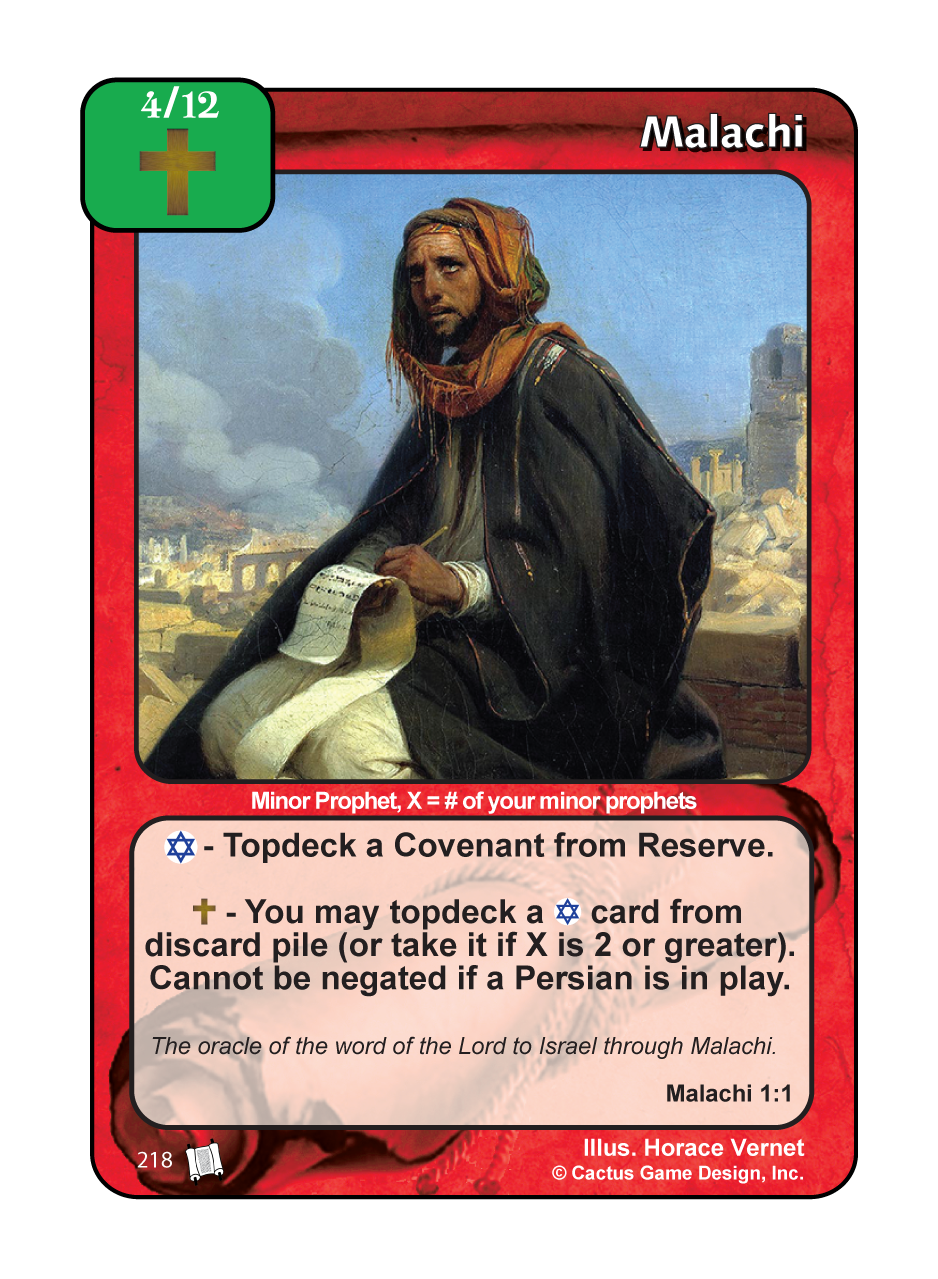 4/12
Malachi
Minor Prophet, X = # of your minor prophets
✡ - Topdeck a Covenant from Reserve.
✝ - You may topdeck a ✡ card from
discard pile (or take it if X is 2 or greater).
Cannot be negated if a Persian is in play.
The oracle of the word of the Lord to Israel through Malachi.
Malachi 1:1
218
Illus. Horace Vernet
© Cactus Game Design, Inc.